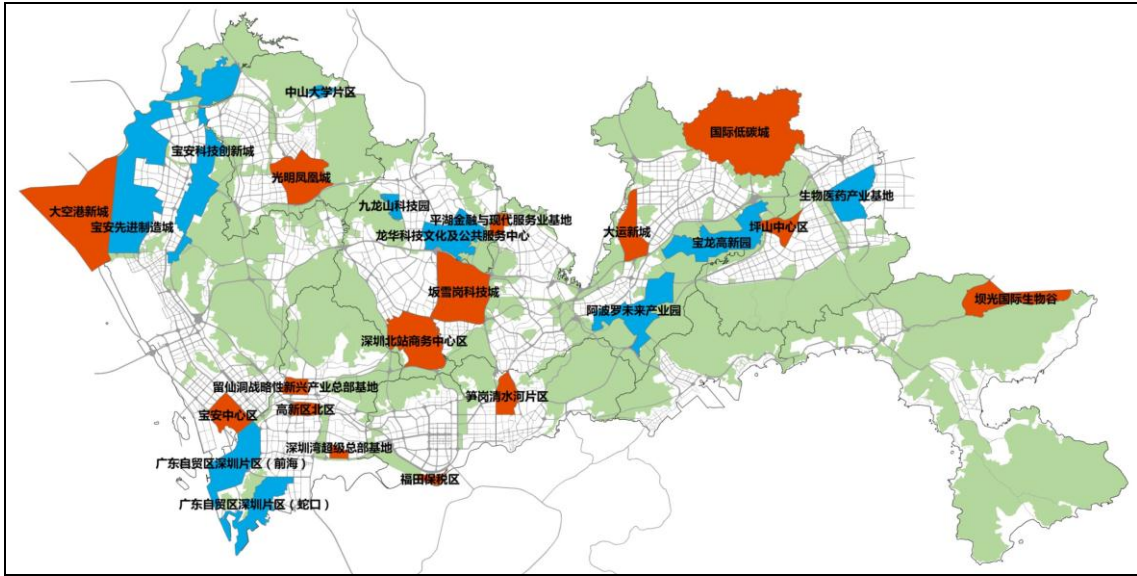 中山大学片区
国际低碳城
宝安科技创新城
光明凤凰城
生物医药产业基地
大空港新城
九龙山科技园
平湖金融与现代服务业基地
宝安先进制造城
龙华科技文化及公共服务中心
大运新城
坪山中心区
宝龙高新园
坂雪岗科技城
坝光国际生物谷
阿波罗未来产业园
深圳北站商务中心区
留仙洞战略性新兴产业总部基地
笋岗清水河片区
宝安中心区
高新区北区
深圳湾超级总部基地
广东自贸区深圳片区（前海）
福田保税区
广东自贸区深圳片区（蛇口）